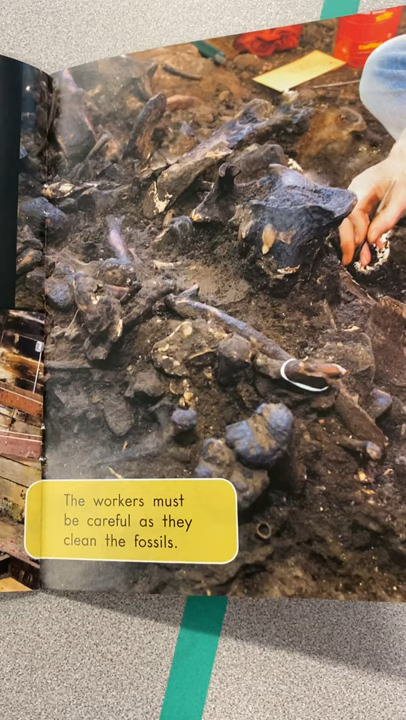 The workers must
be careful as they
clean the fossils.